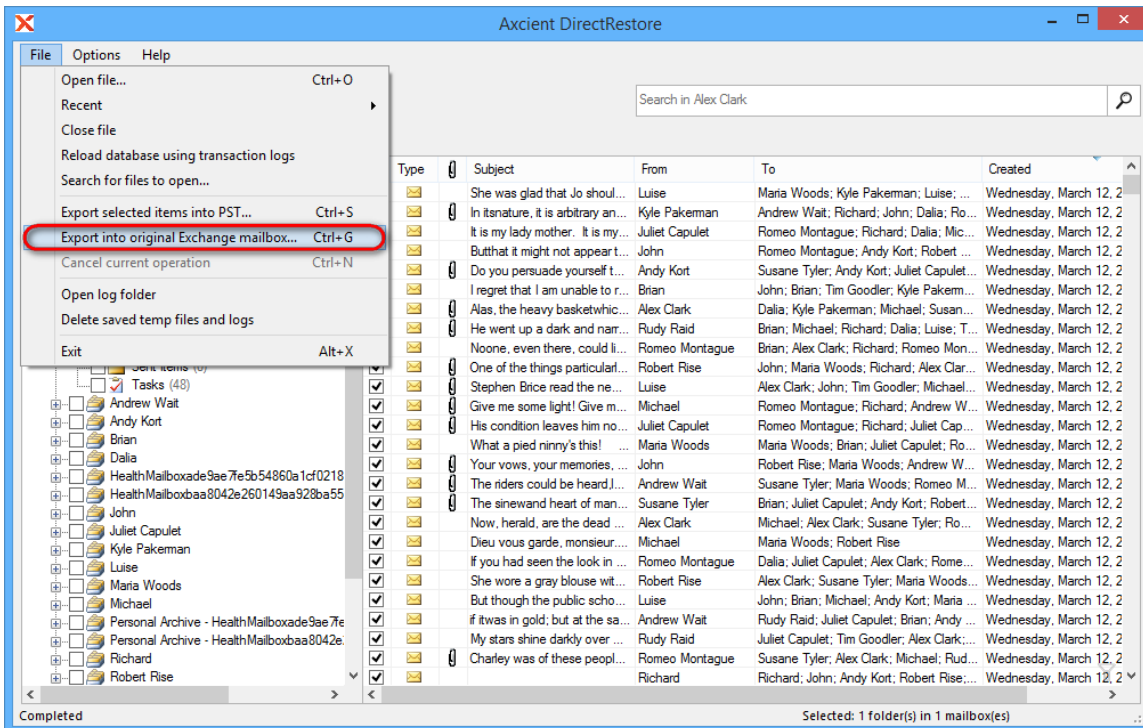 Axcient DirectRestore
File Options Help
Open file... Ctrl+O
Recent
Close file
Reload database using transaction logs
Search for files to open...
Export selected items into PST... Ctrl+S
Export into original Exchange mailbox... Ctrl+G
Cancel current operation Ctrl+N
Open log folder
Delete saved temp files and logs
Exit Alt+X
Sent Items
Tasks (48)
Andrew Wait
Andy Kort
Brian
Dalia
HealthMailboxade9ae7fe5b54860a1cf0218
HealthMailboxbaa8042e260149aa928ba55
John
Juliet Capulet
Kyle Pakerman
Luise
Maria Woods
Michael
Personal Archive - HealthMailboxade9ae7fe
Personal Archive - HealthMailboxbaa8042e
Richard
Robert Rise
Search in Alex Clark
Type Subject From To Created
She was glad that Jo shoul... Luise Maria Woods; Kyle Pakerman; Luise; ... Wednesday, March 12, 2
In itsnature, it is arbitrary an... Kyle Pakerman Andrew Wait; Richard; John; Dalia; Ro... Wednesday, March 12, 2
It is my lady mother. It is my... Juliet Capulet Romeo Montague; Richard; Dalia; Mic... Wednesday, March 12, 2
Butthat it might not appear t... John Romeo Montague; Andy Kort; Robert ... Wednesday, March 12, 2
Do you persuade yourself t... Andy Kort Susane Tyler; Andy Kort; Juliet Capulet... Wednesday, March 12, 2
I regret that I am unable to r... Brian John; Brian; Tim Goodler; Kyle Pakerm... Wednesday, March 12, 2
Alas, the heavy basketwhic... Alex Clark Dalia; Kyle Pakerman; Michael; Susan... Wednesday, March 12, 2
He went up a dark and narr... Rudy Raid Brian; Michael; Richard; Dalia; Luise; T... Wednesday, March 12, 2
Noone, even there, could li... Romeo Montague Brian; Alex Clark; Richard; Romeo Mon... Wednesday, March 12, 2
One of the things particularl... Robert Rise John; Maria Woods; Richard; Alex Clar... Wednesday, March 12, 2
Stephen Brice read the ne... Luise Alex Clark; John; Tim Goodler; Michael... Wednesday, March 12, 2
Give me some light! Give m... Michael Romeo Montague; Richard; Andrew W... Wednesday, March 12, 2
His condition leaves him no... Juliet Capulet Romeo Montague; Richard; Juliet Cap... Wednesday, March 12, 2
What a pied ninny's this! ... Maria Woods Maria Woods; Brian; Juliet Capulet; Ro... Wednesday, March 12, 2
Your vows, your memories, ... John Robert Rise; Maria Woods; Andrew W... Wednesday, March 12, 2
The riders could be heard,I... Andrew Wait Susane Tyler; Maria Woods; Romeo M... Wednesday, March 12, 2
The sinewand heart of man... Susane Tyler Brian; Juliet Capulet; Andy Kort; Robert... Wednesday, March 12, 2
Now, herald, are the dead ... Alex Clark Michael; Alex Clark; Susane Tyler; Ro... Wednesday, March 12, 2
Dieu vous garde, monsieur.... Michael Maria Woods; Robert Rise Wednesday, March 12, 2
If you had seen the look in ... Romeo Montague Dalia; Juliet Capulet; Alex Clark; Rome... Wednesday, March 12, 2
She wore a gray blouse wit... Robert Rise Alex Clark; Susane Tyler; Maria Woods... Wednesday, March 12, 2
But though the public scho... Luise John; Brian; Michael; Andy Kort; Maria ... Wednesday, March 12, 2
if itwas in gold; but at the sa... Andrew Wait Rudy Raid; Juliet Capulet; Brian; Andy ... Wednesday, March 12, 2
My stars shine darkly over ... Rudy Raid Juliet Capulet; Tim Goodler; Alex Clark;... Wednesday, March 12, 2
Charley was of these peopl... Romeo Montague Susane Tyler; Alex Clark; Michael; Rud... Wednesday, March 12, 2
Richard Richard; John; Andy Kort; Robert Rise;... Wednesday, March 12, 2
Completed Selected: 1 folder(s) in 1 mailbox(es)